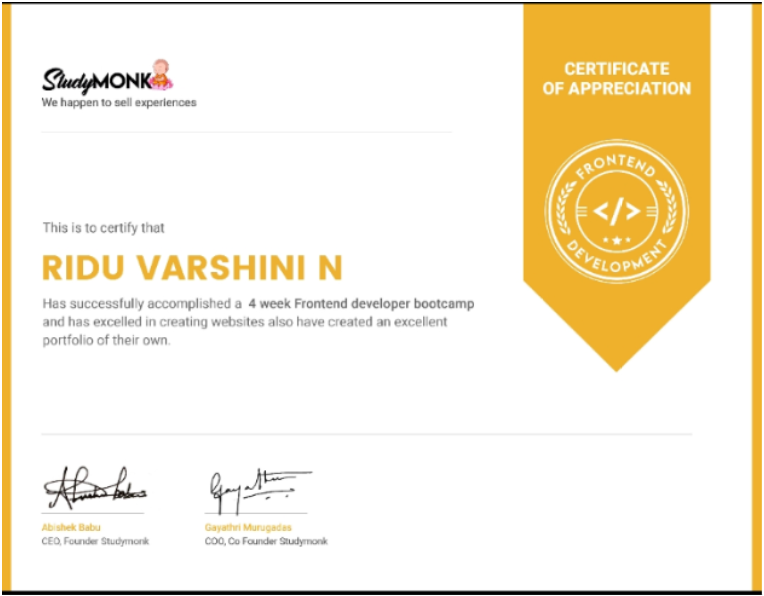 StudyMONK
We happen to sell experiences
CERTIFICATE
OF APPRECIATION
FRONTEND
</>
DEVELOPMENT
This is to certify that
RIDU VARSHINI N
Has successfully accomplished a 4 week Frontend developer bootcamp
and has excelled in creating websites also have created an excellent
portfolio of their own.
Abishek Babu
CEO, Founder Studymonk
Gayathri
Gayathri Murugadas
COO, Co Founder Studymonk